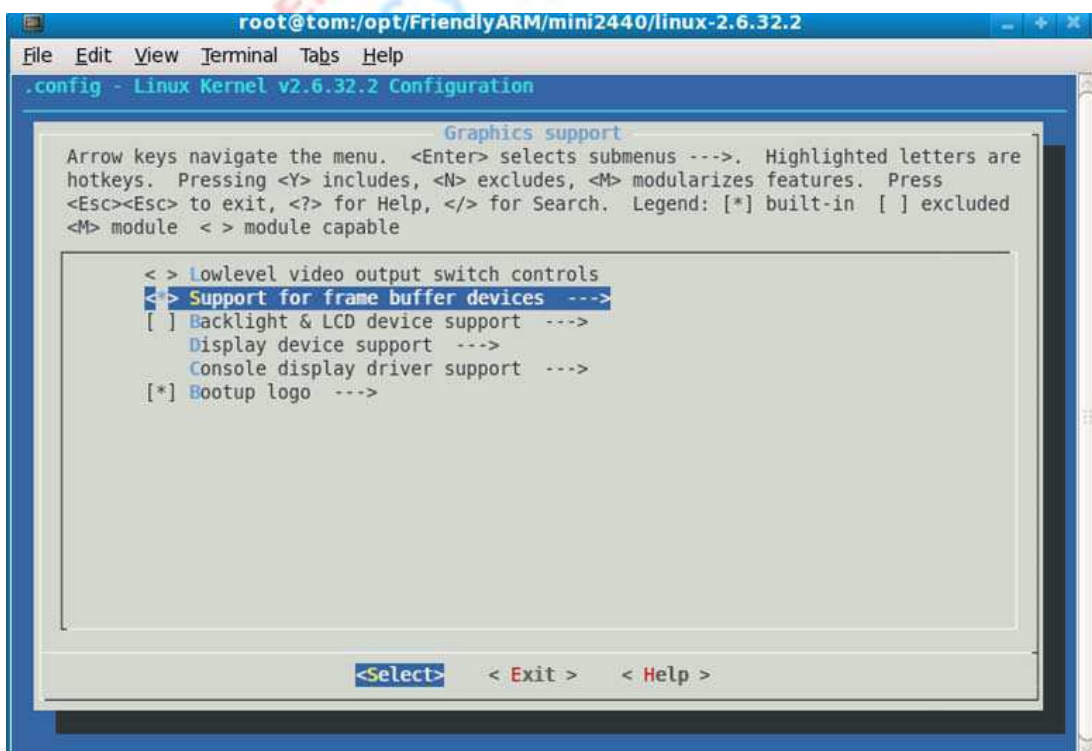 root@tom:/opt/FriendlyARM/mini2440/linux-2.6.32.2
File Edit View Terminal Tabs Help
.config - Linux Kernel v2.6.32.2 Configuration
Graphics support
Arrow keys navigate the menu. <Enter> selects submenus --->. Highlighted letters are
hotkeys. Pressing <Y> includes, <N> excludes, <M> modularizes features. Press
<Esc><Esc> to exit, <?> for Help, </> for Search. Legend: [*] built-in [ ] excluded
<M> module < > module capable
< > Lowlevel video output switch controls
<*> Support for frame buffer devices --->
[ ] Backlight & LCD device support --->
Display device support --->
Console display driver support --->
[*] Bootup logo --->
<Select> < Exit > < Help >